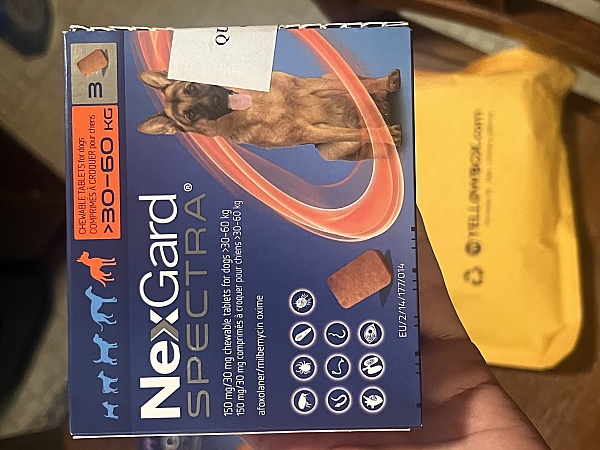 QU
3
CHEWABLE TABLETS for dogs
COMPRIMÉS À CROQUER pour chiens
>30–60 KG
NexGard
SPECTRA®
150 mg/30 mg chewable tablets for dogs >30–60 kg
150 mg/30 mg comprimés à croquer pour chiens >30–60 kg
afoxolaner/milbemycin oxime
EU/2/14/177/014
YELLOWBOX.com